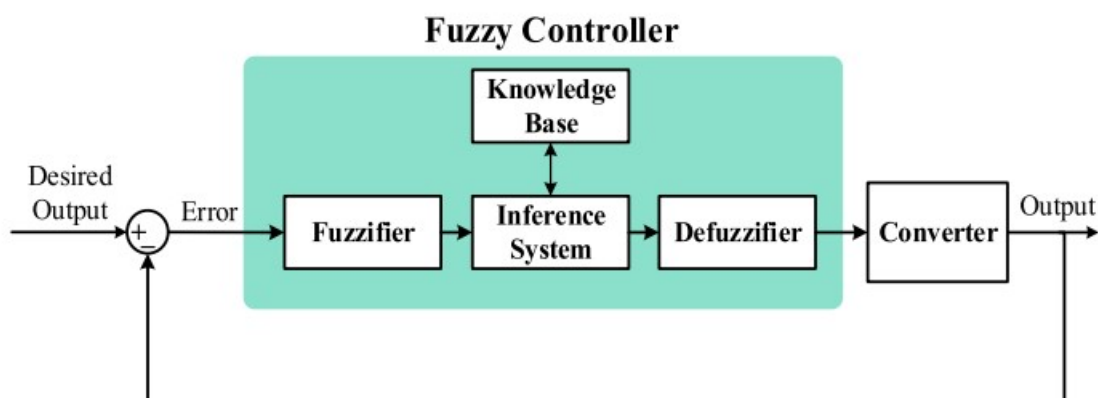 Fuzzy Controller
Knowledge
Base
Desired
Output
+
−
Error
Fuzzifier
Inference
System
Defuzzifier
Converter
Output